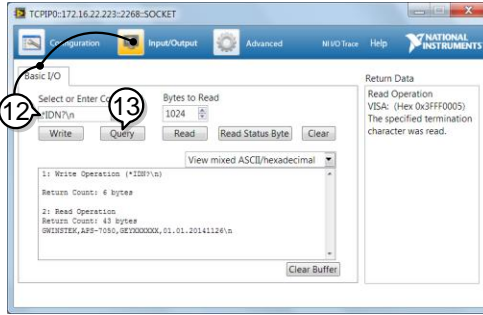 TCPIP0::172.16.22.223::2268::SOCKET
Configuration Input/Output Advanced NI I/O Trace Help NATIONAL INSTRUMENTS
Basic I/O
Return Data
Select or Enter Co
Bytes to Read
12
*IDN?\n
13
1024
Write Query Read Read Status Byte Clear
View mixed ASCII/hexadecimal
1: Write Operation (*IDN?\n)
Return Count: 6 bytes
2: Read Operation
Return Count: 43 bytes
GWINSTEK,APS-7050,GEYXXXXXX,01.01.20141126\n
Clear Buffer
Read Operation
VISA: (Hex 0x3FFF0005)
The specified termination
character was read.